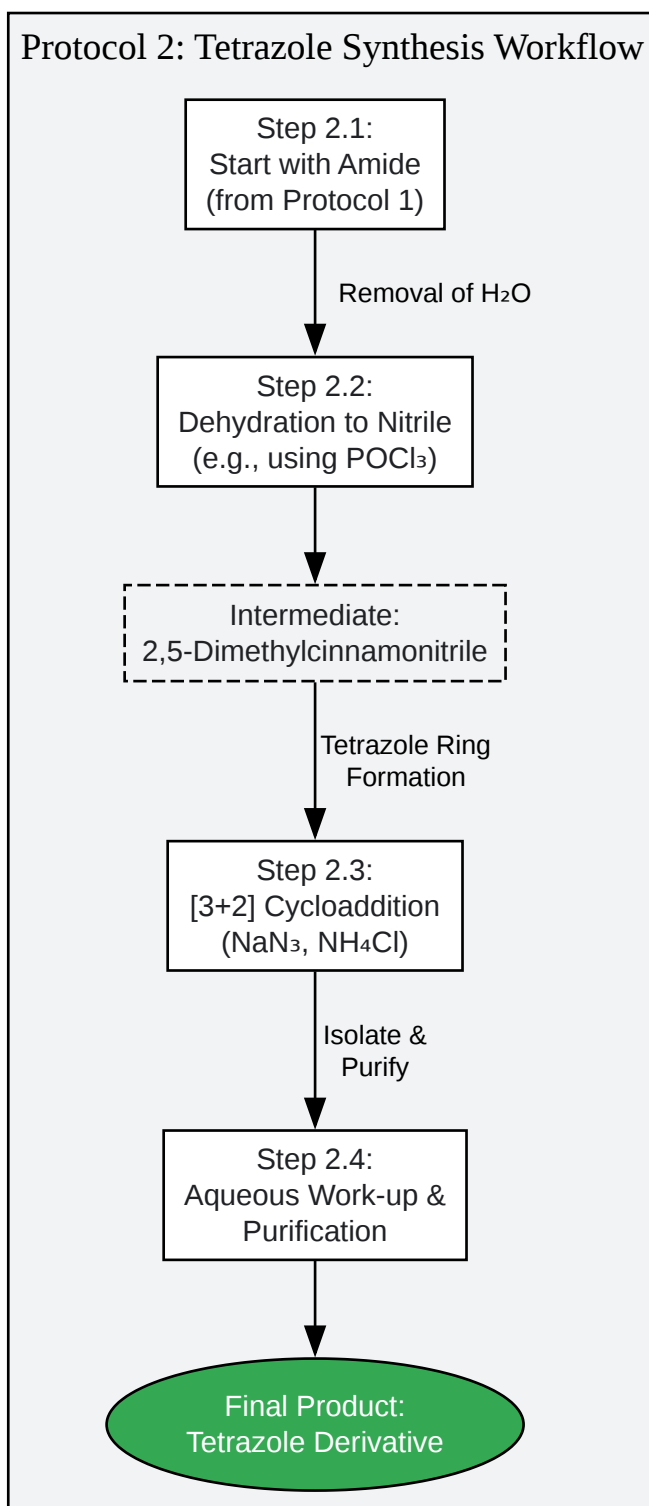 Protocol 2: Tetrazole Synthesis Workflow
Step 2.1:
Start with Amide
(from Protocol 1)
Removal of H₂O
Step 2.2:
Dehydration to Nitrile
(e.g., using POCl₃)
Intermediate:
2,5-Dimethylcinnamonitrile
Tetrazole Ring
Formation
Step 2.3:
[3+2] Cycloaddition
(NaN₃, NH₄Cl)
Isolate &
Purify
Step 2.4:
Aqueous Work-up &
Purification
Final Product:
Tetrazole Derivative